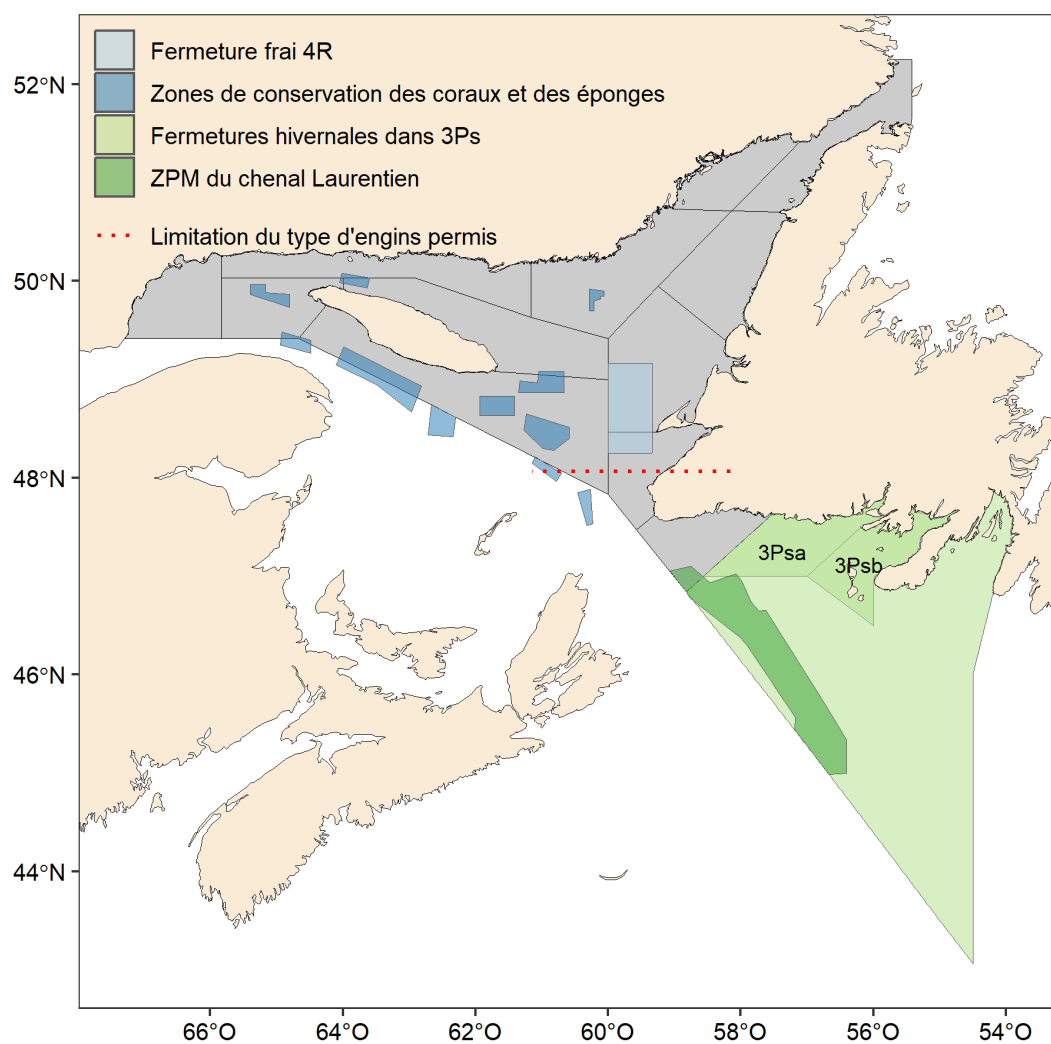 Fermeture frai 4R
Zones de conservation des coraux et des éponges
Fermetures hivernales dans 3Ps
ZPM du chenal Laurentien
Limitation du type d'engins permis
52°N
50°N
48°N
46°N
44°N
3Psa
3Psb
66°O 64°O 62°O 60°O 58°O 56°O 54°O